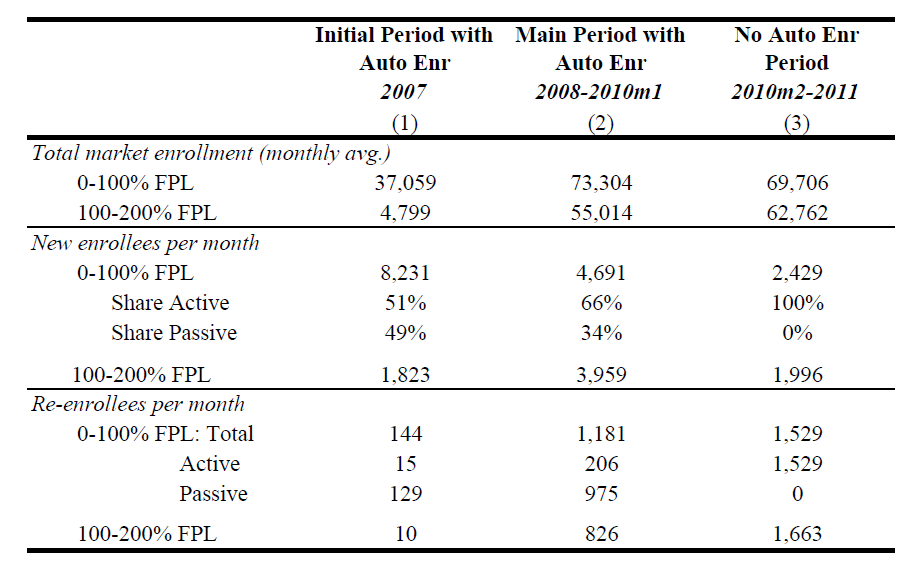 Initial Period with Auto Enr 2007 (1) Main Period with Auto Enr 2008-2010m1 (2) No Auto Enr Period 2010m2-2011 (3)
Total market enrollment (monthly avg.)
0-100% FPL 37,059 73,304 69,706
100-200% FPL 4,799 55,014 62,762
New enrollees per month
0-100% FPL 8,231 4,691 2,429
Share Active 51% 66% 100%
Share Passive 49% 34% 0%
100-200% FPL 1,823 3,959 1,996
Re-enrollees per month
0-100% FPL: Total 144 1,181 1,529
Active 15 206 1,529
Passive 129 975 0
100-200% FPL 10 826 1,663